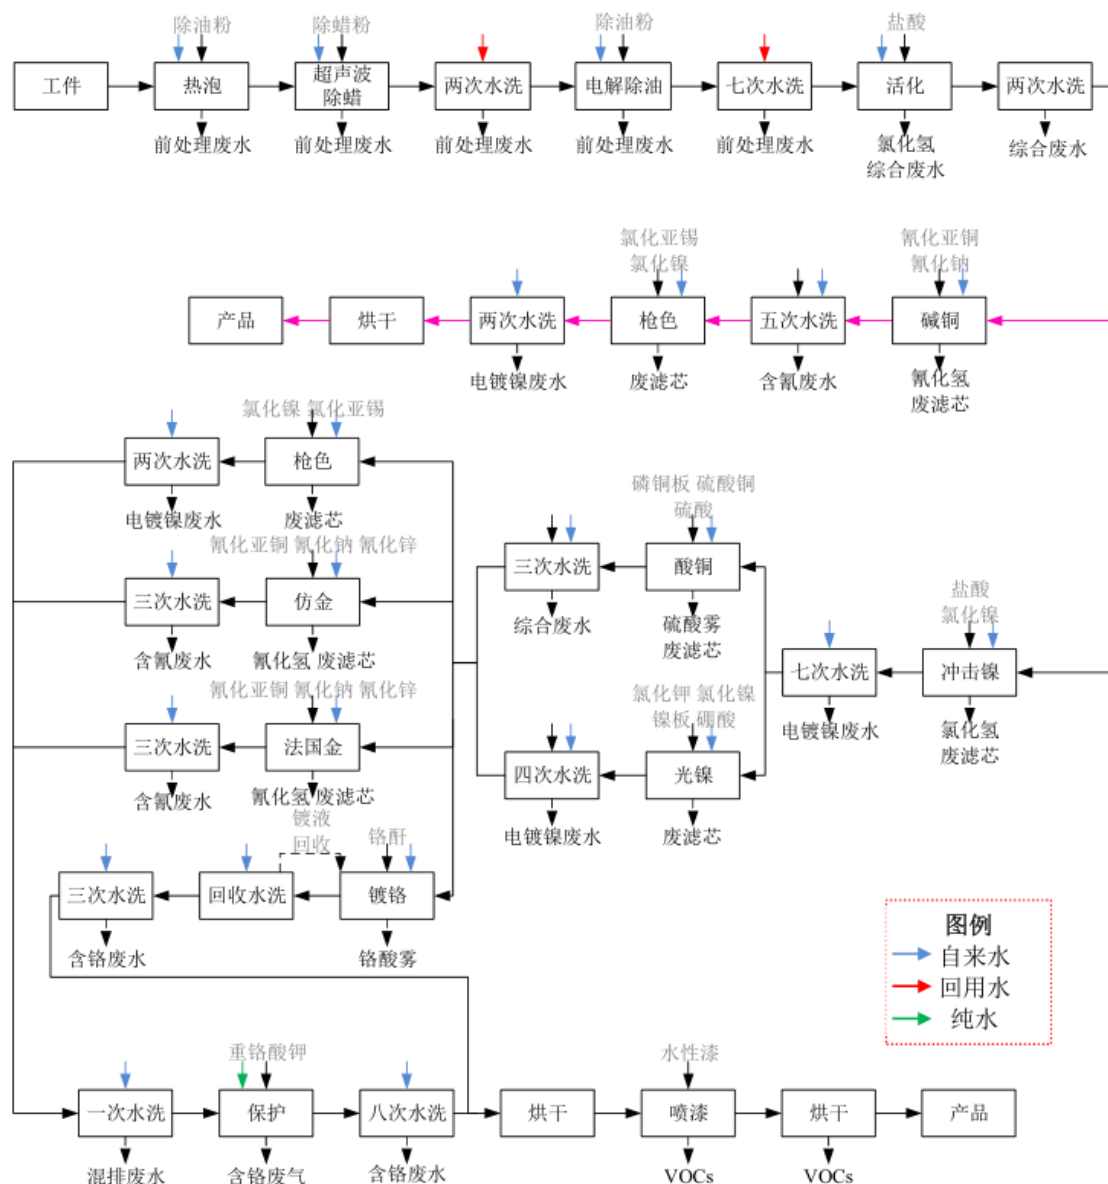 除油粉
除蜡粉
除油粉
盐酸
工件
热泡
超声波
除蜡
两次水洗
电解除油
七次水洗
活化
两次水洗
前处理废水
前处理废水
前处理废水
前处理废水
前处理废水
氯化氢
综合废水
综合废水
氯化亚锡
氯化镍
氰化亚铜
氰化钠
产品
烘干
两次水洗
枪色
五次水洗
碱铜
电镀镍废水
废滤芯
含氰废水
氰化氢
废滤芯
氯化镍 氯化亚锡
两次水洗
枪色
电镀镍废水
废滤芯
氰化亚铜 氰化钠 氰化锌
三次水洗
仿金
含氰废水
氰化氢 废滤芯
氰化亚铜 氰化钠 氰化锌
三次水洗
法国金
含氰废水
氰化氢 废滤芯
磷铜板 硫酸铜
硫酸
三次水洗
酸铜
综合废水
硫酸雾
废滤芯
氯化钾 氯化镍
镍板 硼酸
四次水洗
光镍
电镀镍废水
废滤芯
盐酸
氯化镍
七次水洗
冲击镍
电镀镍废水
氯化氢
废滤芯
镀液
回收
铬酐
三次水洗
回收水洗
镀铬
含铬废水
铬酸雾
图例
自来水
回用水
纯水
重铬酸钾
水性漆
一次水洗
保护
八次水洗
烘干
喷漆
烘干
产品
混排废水
含铬废气
含铬废水
VOCs
VOCs